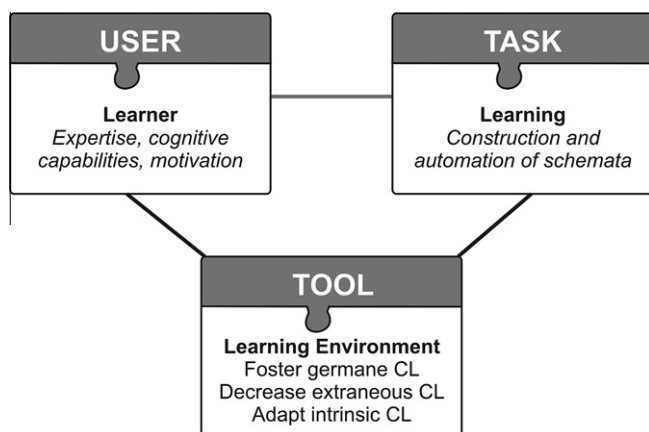 USER
Learner
Expertise, cognitive
capabilities, motivation
TASK
Learning
Construction and
automation of schemata
TOOL
Learning Environment
Foster germane CL
Decrease extraneous CL
Adapt intrinsic CL